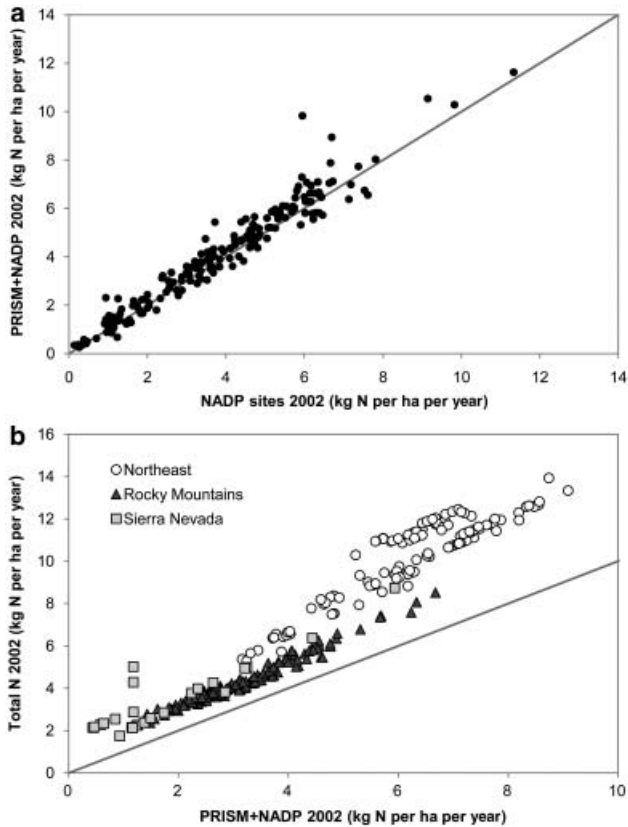 a
PRISM+NADP 2002 (kg N per ha per year)
14
12
10
8
6
4
2
0
0 2 4 6 8 10 12 14
NADP sites 2002 (kg N per ha per year)
b
Total N 2002 (kg N per ha per year)
16
14
12
10
8
6
4
2
0
Northeast
Rocky Mountains
Sierra Nevada
0 2 4 6 8 10
PRISM+NADP 2002 (kg N per ha per year)